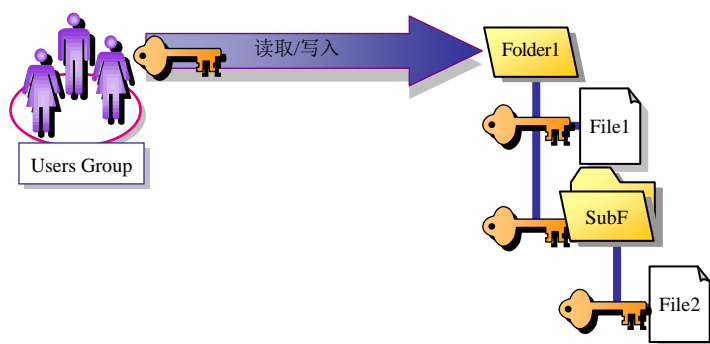 读取/写入
Folder1
File1
Users Group
SubF
File2